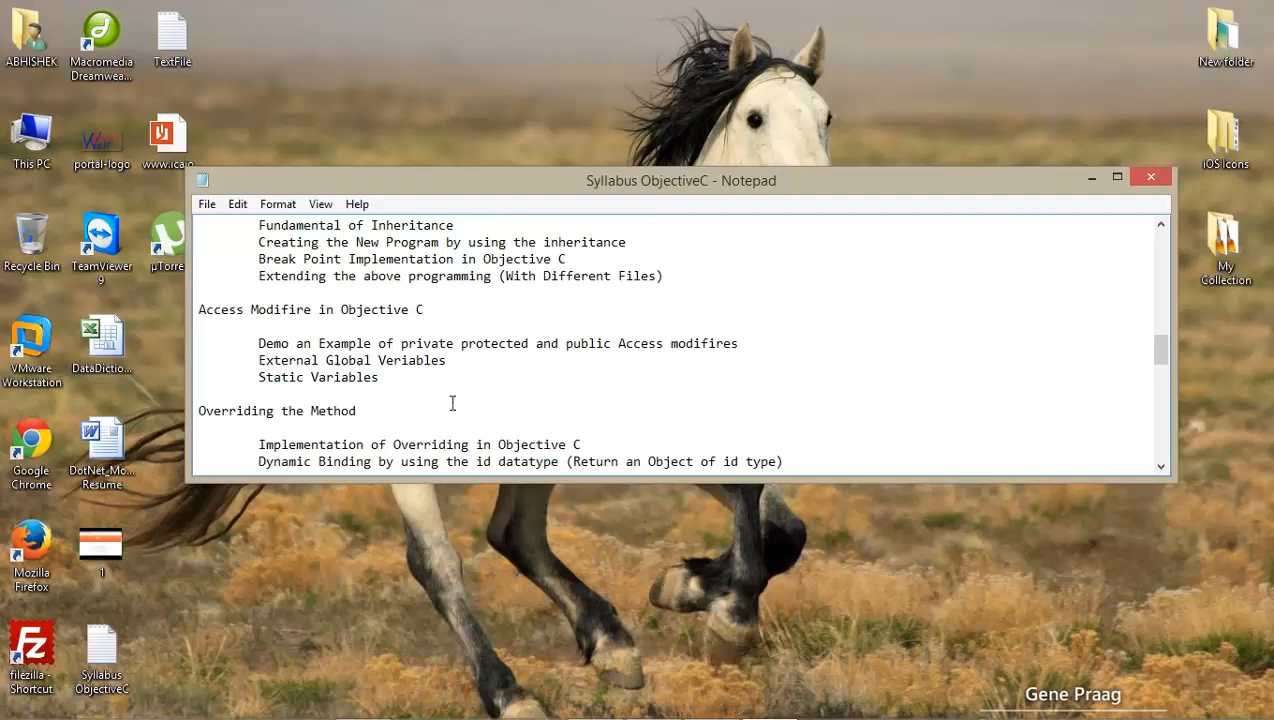 ABHISHEK
Macromedia
Dreamwea...
TextFile
New folder
This PC
portal-logo
www.icaio
iOS Icons
Syllabus ObjectiveC - Notepad
File Edit Format View Help
Fundamental of Inheritance
Creating the New Program by using the inheritance
Break Point Implementation in Objective C
Extending the above programming (With Different Files)
Access Modifire in Objective C
Demo an Example of private protected and public Access modifires
External Global Veriables
Static Variables
Overriding the Method
Implementation of Overriding in Objective C
Dynamic Binding by using the id datatype (Return an Object of id type)
Recycle Bin
TeamViewer
9
µTorre
My
Collection
VMware
Workstation
DataDictio...
Google
Chrome
DotNet_Mo...
Resume
Mozilla
Firefox
1
filezilla -
Shortcut
Syllabus
ObjectiveC
Gene Praag